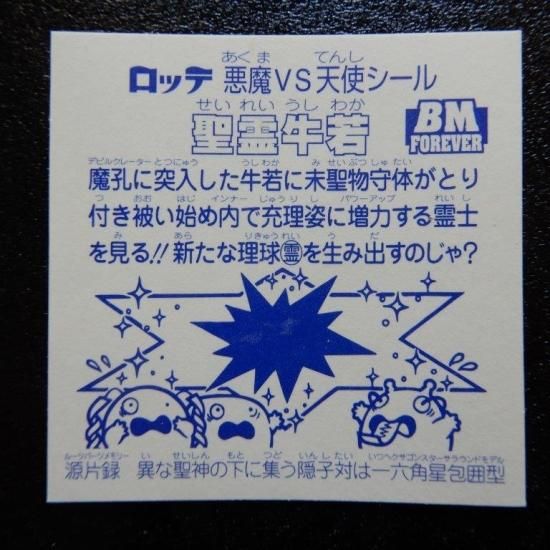 あくま てんし
ロッテ 悪魔VS天使シール
せいれいうしわか
聖霊牛若
BM
FOREVER
デビルクレーター とつにゅう うしわか みせいぶつしゅたい
魔孔に突入した牛若に未聖物守体がとり
つ おお はじ インナー じゅうりし パワーアップ れいし
付き被い始め内で充理姿に増力する霊士
み あら りきゅうれい う だ
を見る!!新たな理球㊢を生み出すのじゃ?
ルーツパーツメモリー い せいしん もと つど いんしたい いつヘクサゴンスターサラウンドモデル
源片録 異な聖神の下に集う隠子対は一六角星包囲型